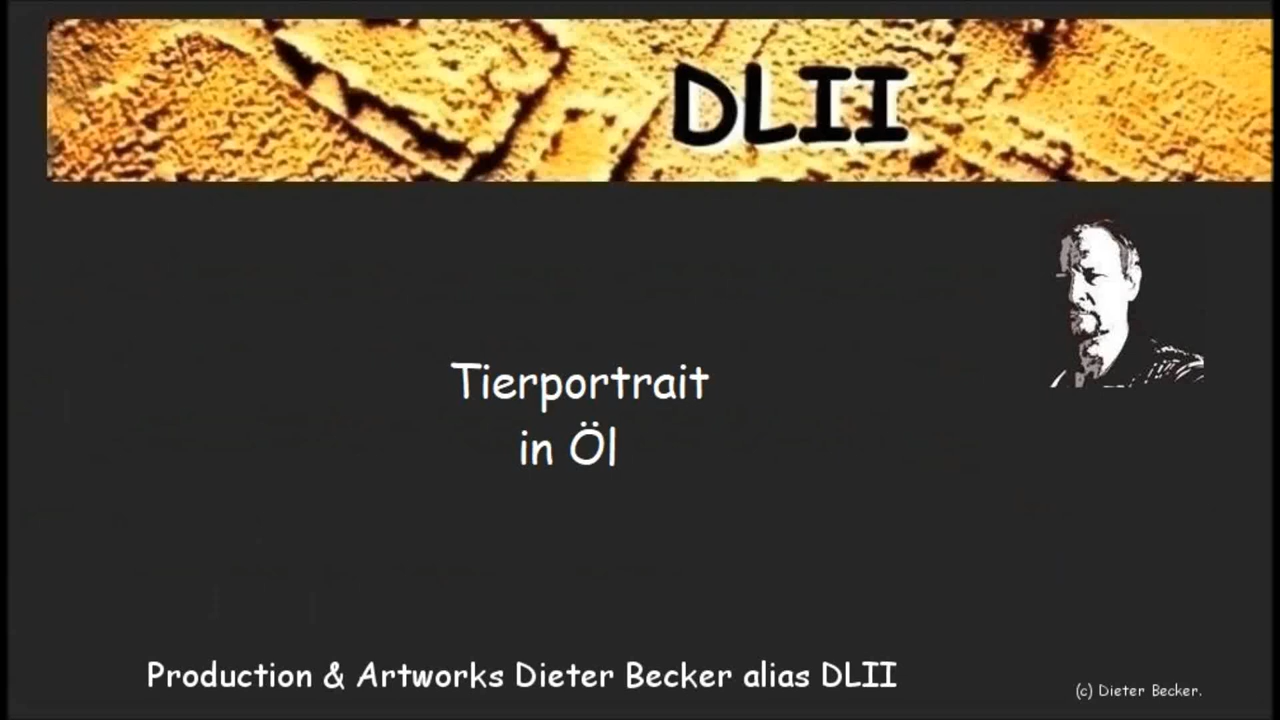 DLII
Tierportrait
in Öl
Production & Artworks Dieter Becker alias DLII
(c) Dieter Becker.